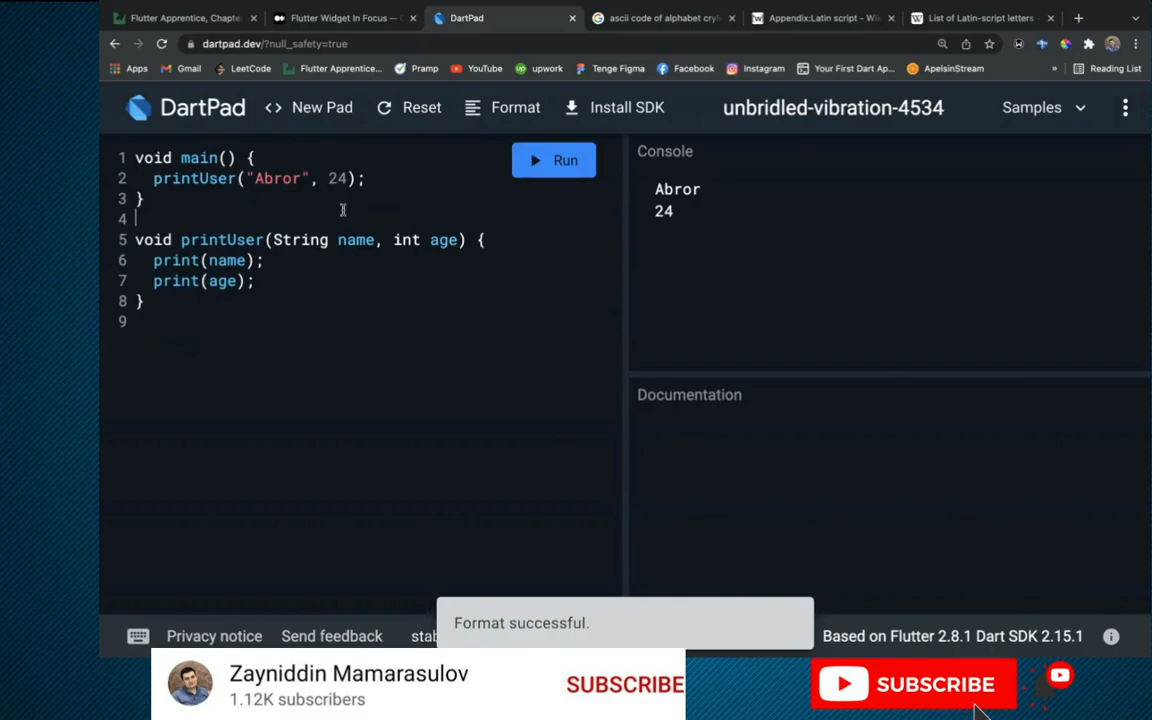 Flutter Apprentice, Chapte
Flutter Widget In Focus —
DartPad
ascii code of alphabet cryil
Appendix:Latin script - Wik
List of Latin-script letters -
dartpad.dev/?null_safety=true
Apps
Gmail
LeetCode
Flutter Apprentice...
Pramp
YouTube
upwork
Tenge Figma
Facebook
Instagram
Your First Dart Ap...
ApelsinStream
»
Reading List
DartPad
<> New Pad
Reset
Format
Install SDK
unbridled-vibration-4534
Samples
1 void main() {
2 printUser("Abror", 24);
3 }
4
5 void printUser(String name, int age) {
6 print(name);
7 print(age);
8 }
9
Run
Console
Abror
24
Documentation
Format successful.
Privacy notice
Send feedback
stab
Based on Flutter 2.8.1 Dart SDK 2.15.1
Zayniddin Mamarasulov
1.12K subscribers
SUBSCRIBE
SUBSCRIBE